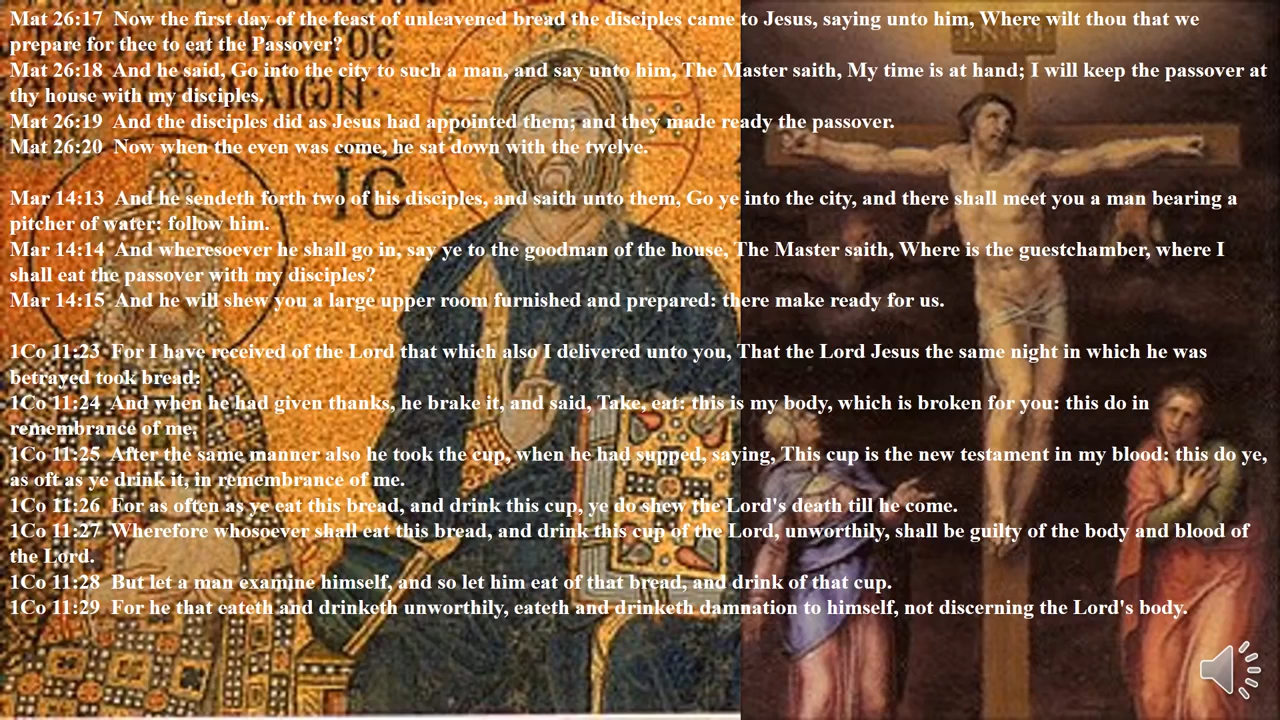 Mat 26:17 Now the first day of the feast of unleavened bread the disciples came to Jesus, saying unto him, Where wilt thou that we
prepare for thee to eat the Passover?
Mat 26:18 And he said, Go into the city to such a man, and say unto him, The Master saith, My time is at hand; I will keep the passover at
thy house with my disciples.
Mat 26:19 And the disciples did as Jesus had appointed them; and they made ready the passover.
Mat 26:20 Now when the even was come, he sat down with the twelve.
Mar 14:13 And he sendeth forth two of his disciples, and saith unto them, Go ye into the city, and there shall meet you a man bearing a
pitcher of water: follow him.
Mar 14:14 And wheresoever he shall go in, say ye to the goodman of the house, The Master saith, Where is the guestchamber, where I
shall eat the passover with my disciples?
Mar 14:15 And he will shew you a large upper room furnished and prepared: there make ready for us.
1Co 11:23 For I have received of the Lord that which also I delivered unto you, That the Lord Jesus the same night in which he was
betrayed took bread:
1Co 11:24 And when he had given thanks, he brake it, and said, Take, eat: this is my body, which is broken for you: this do in
remembrance of me.
1Co 11:25 After the same manner also he took the cup, when he had supped, saying, This cup is the new testament in my blood: this do ye,
as oft as ye drink it, in remembrance of me.
1Co 11:26 For as often as ye eat this bread, and drink this cup, ye do shew the Lord's death till he come.
1Co 11:27 Wherefore whosoever shall eat this bread, and drink this cup of the Lord, unworthily, shall be guilty of the body and blood of
the Lord.
1Co 11:28 But let a man examine himself, and so let him eat of that bread, and drink of that cup.
1Co 11:29 For he that eateth and drinketh unworthily, eateth and drinketh damnation to himself, not discerning the Lord's body.
IC